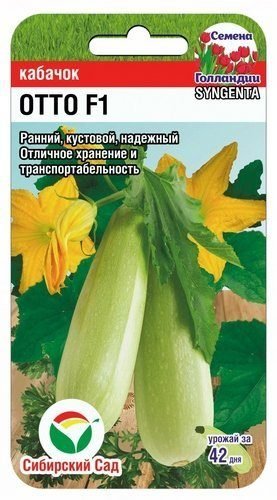 Семена
Голландии
SYNGENTA
кабачок
ОТТО F1
Ранний, кустовой, надежный
Отличное хранение и
транспортабельность
урожай за
42 дня
Сибирский Сад